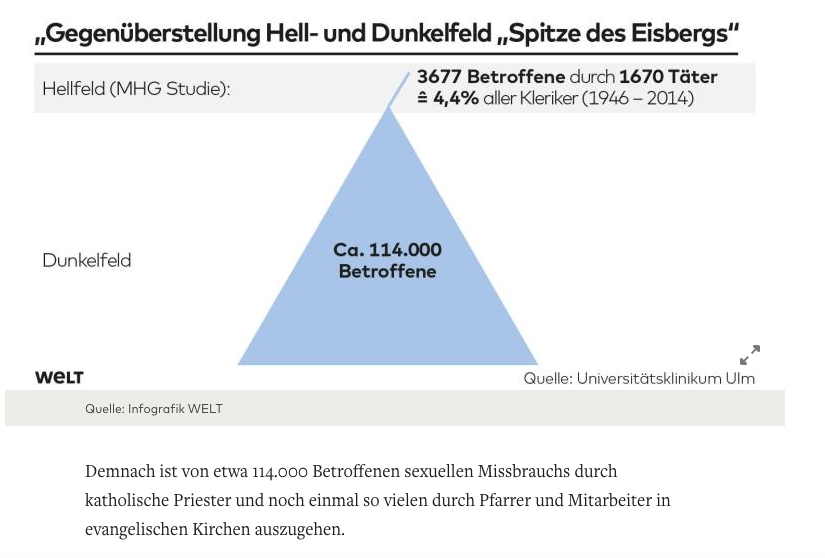 „Gegenüberstellung Hell- und Dunkelfeld „Spitze des Eisbergs“
Hellfeld (MHG Studie):
3677 Betroffene durch 1670 Täter
≙ 4,4% aller Kleriker (1946 – 2014)
Ca. 114.000
Betroffene
Dunkelfeld
WELT
Quelle: Universitätsklinikum Ulm
Quelle: Infografik WELT
Demnach ist von etwa 114.000 Betroffenen sexuellen Missbrauchs durch
katholische Priester und noch einmal so vielen durch Pfarrer und Mitarbeiter in
evangelischen Kirchen auszugehen.